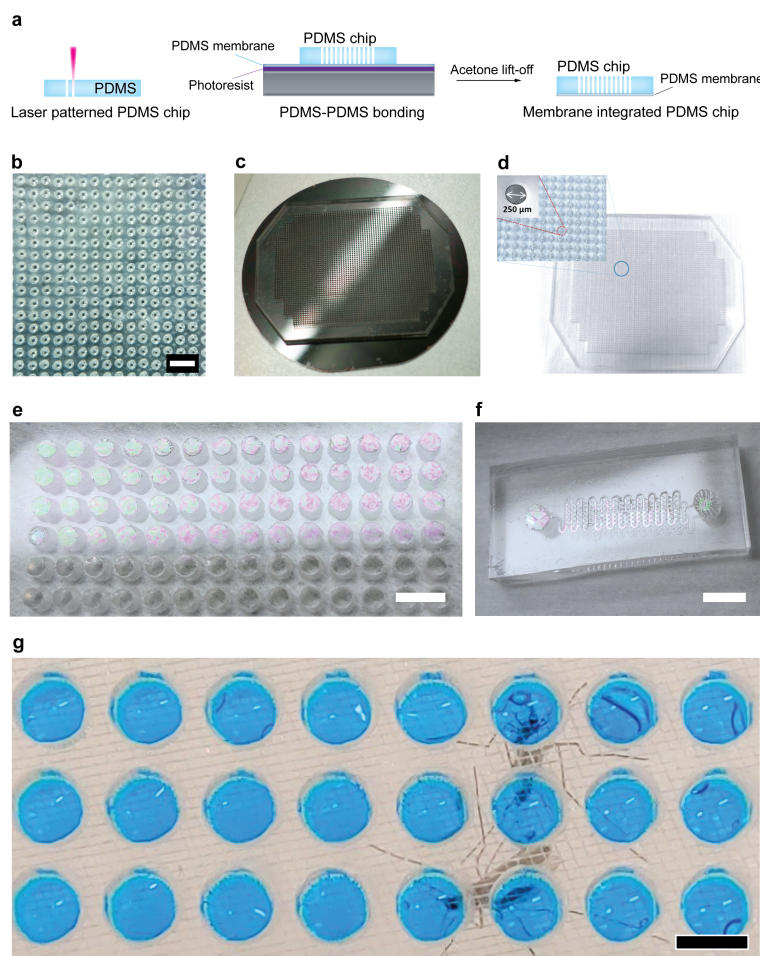 a
PDMS
Laser patterned PDMS chip
PDMS chip
PDMS membrane
Photoresist
PDMS-PDMS bonding
Acetone lift-off
PDMS chip
PDMS membrane
Membrane integrated PDMS chip
b
c
d
250 μm
e
f
g